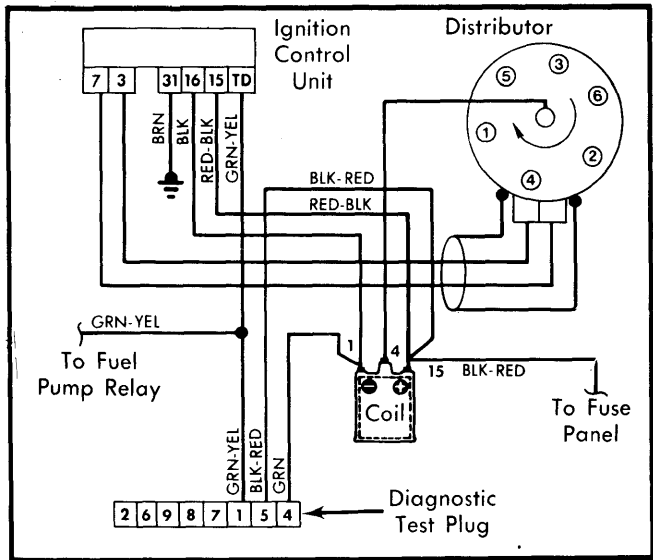 Ignition
Control
Unit
Distributor
7 3 31 16 15 TD
BRN
BLK
RED-BLK
GRN-YEL
3
5
6
1
2
4
BLK-RED
RED-BLK
GRN-YEL
To Fuel
Pump Relay
1
4
15 BLK-RED
Coil
To Fuse
Panel
GRN-YEL
BLK-RED
GRN
2 6 9 8 7 1 5 4
Diagnostic
Test Plug